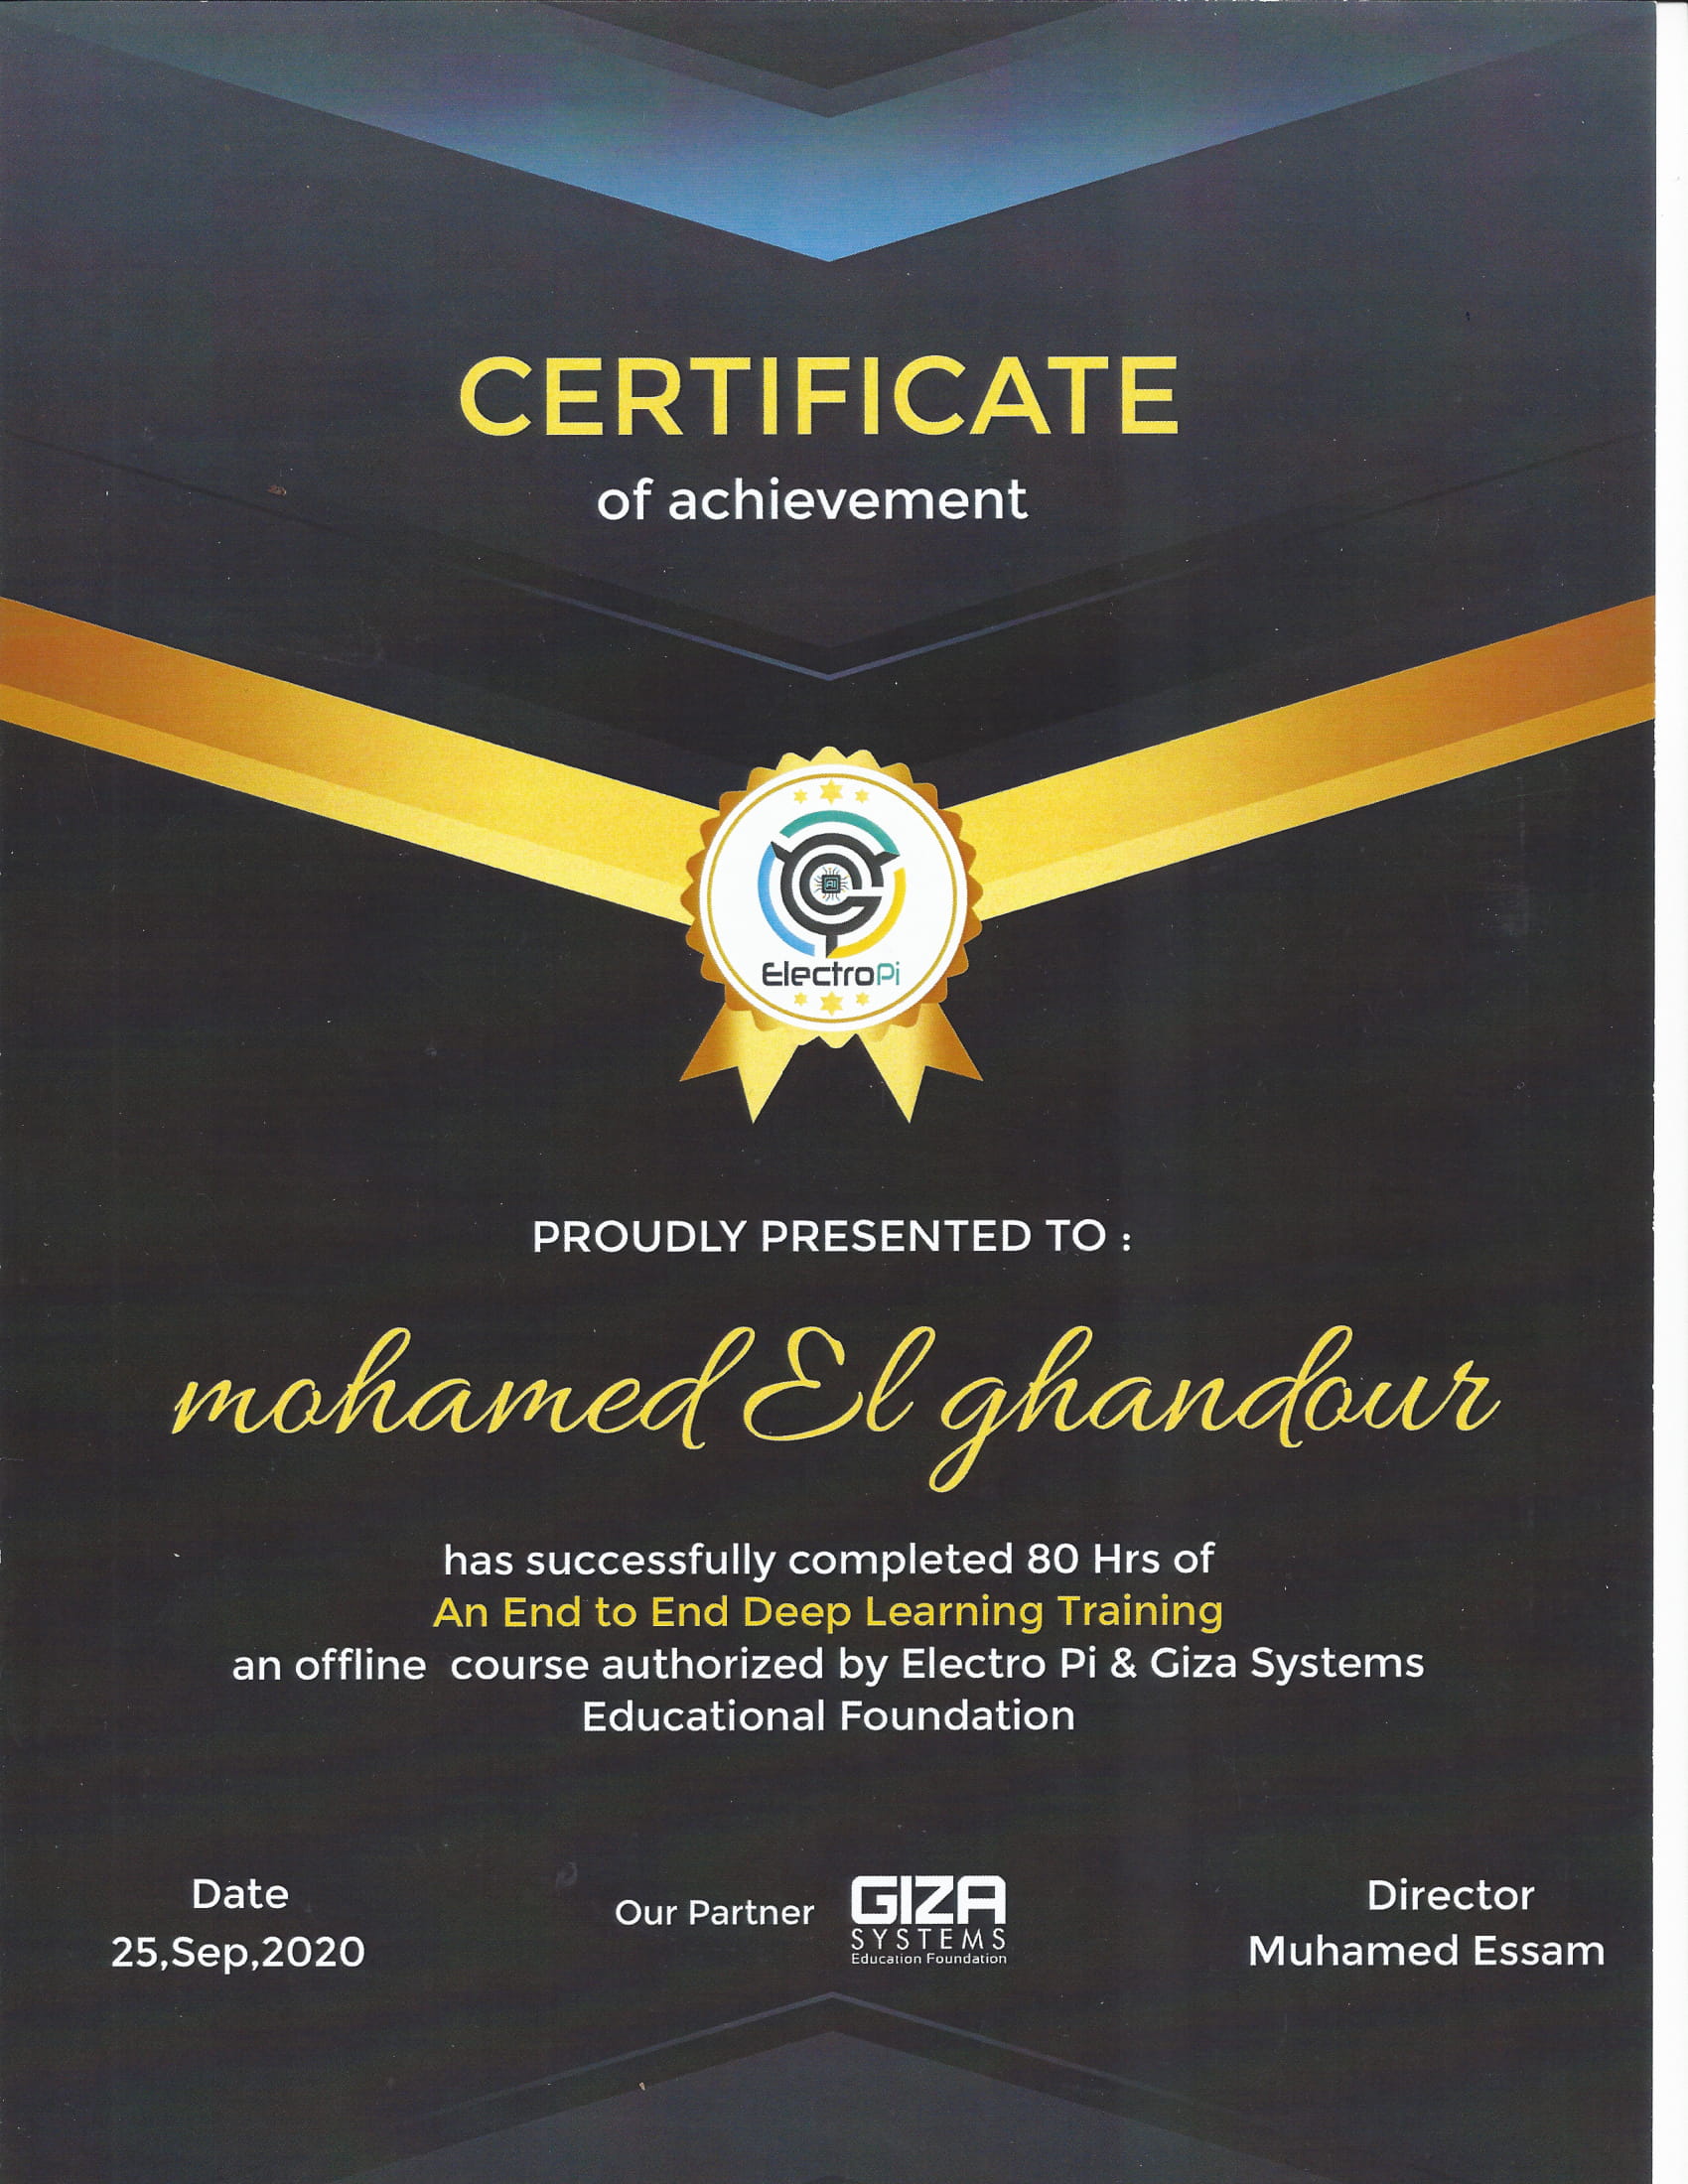 CERTIFICATE
of achievement
AI
ElectroPi
PROUDLY PRESENTED TO :
mohamed El ghandour
has successfully completed 80 Hrs of
An End to End Deep Learning Training
an offline course authorized by Electro Pi & Giza Systems
Educational Foundation
Date
25,Sep,2020
Our Partner
GIZA
SYSTEMS
Education Foundation
Director
Muhamed Essam